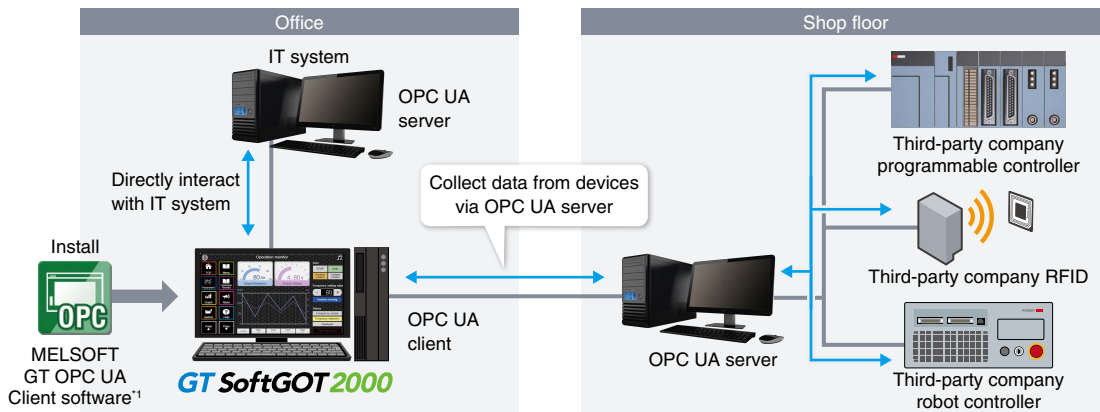 Office
IT system
OPC UA
server
Directly interact
with IT system
Collect data from devices
via OPC UA server
Install
OPC
MELSOFT
GT OPC UA
Client software*1
Operation monitor
80Hz
OPC UA
client
GT SoftGOT2000
Shop floor
OPC UA server
Third-party company
programmable controller
Third-party company RFID
Third-party company
robot controller